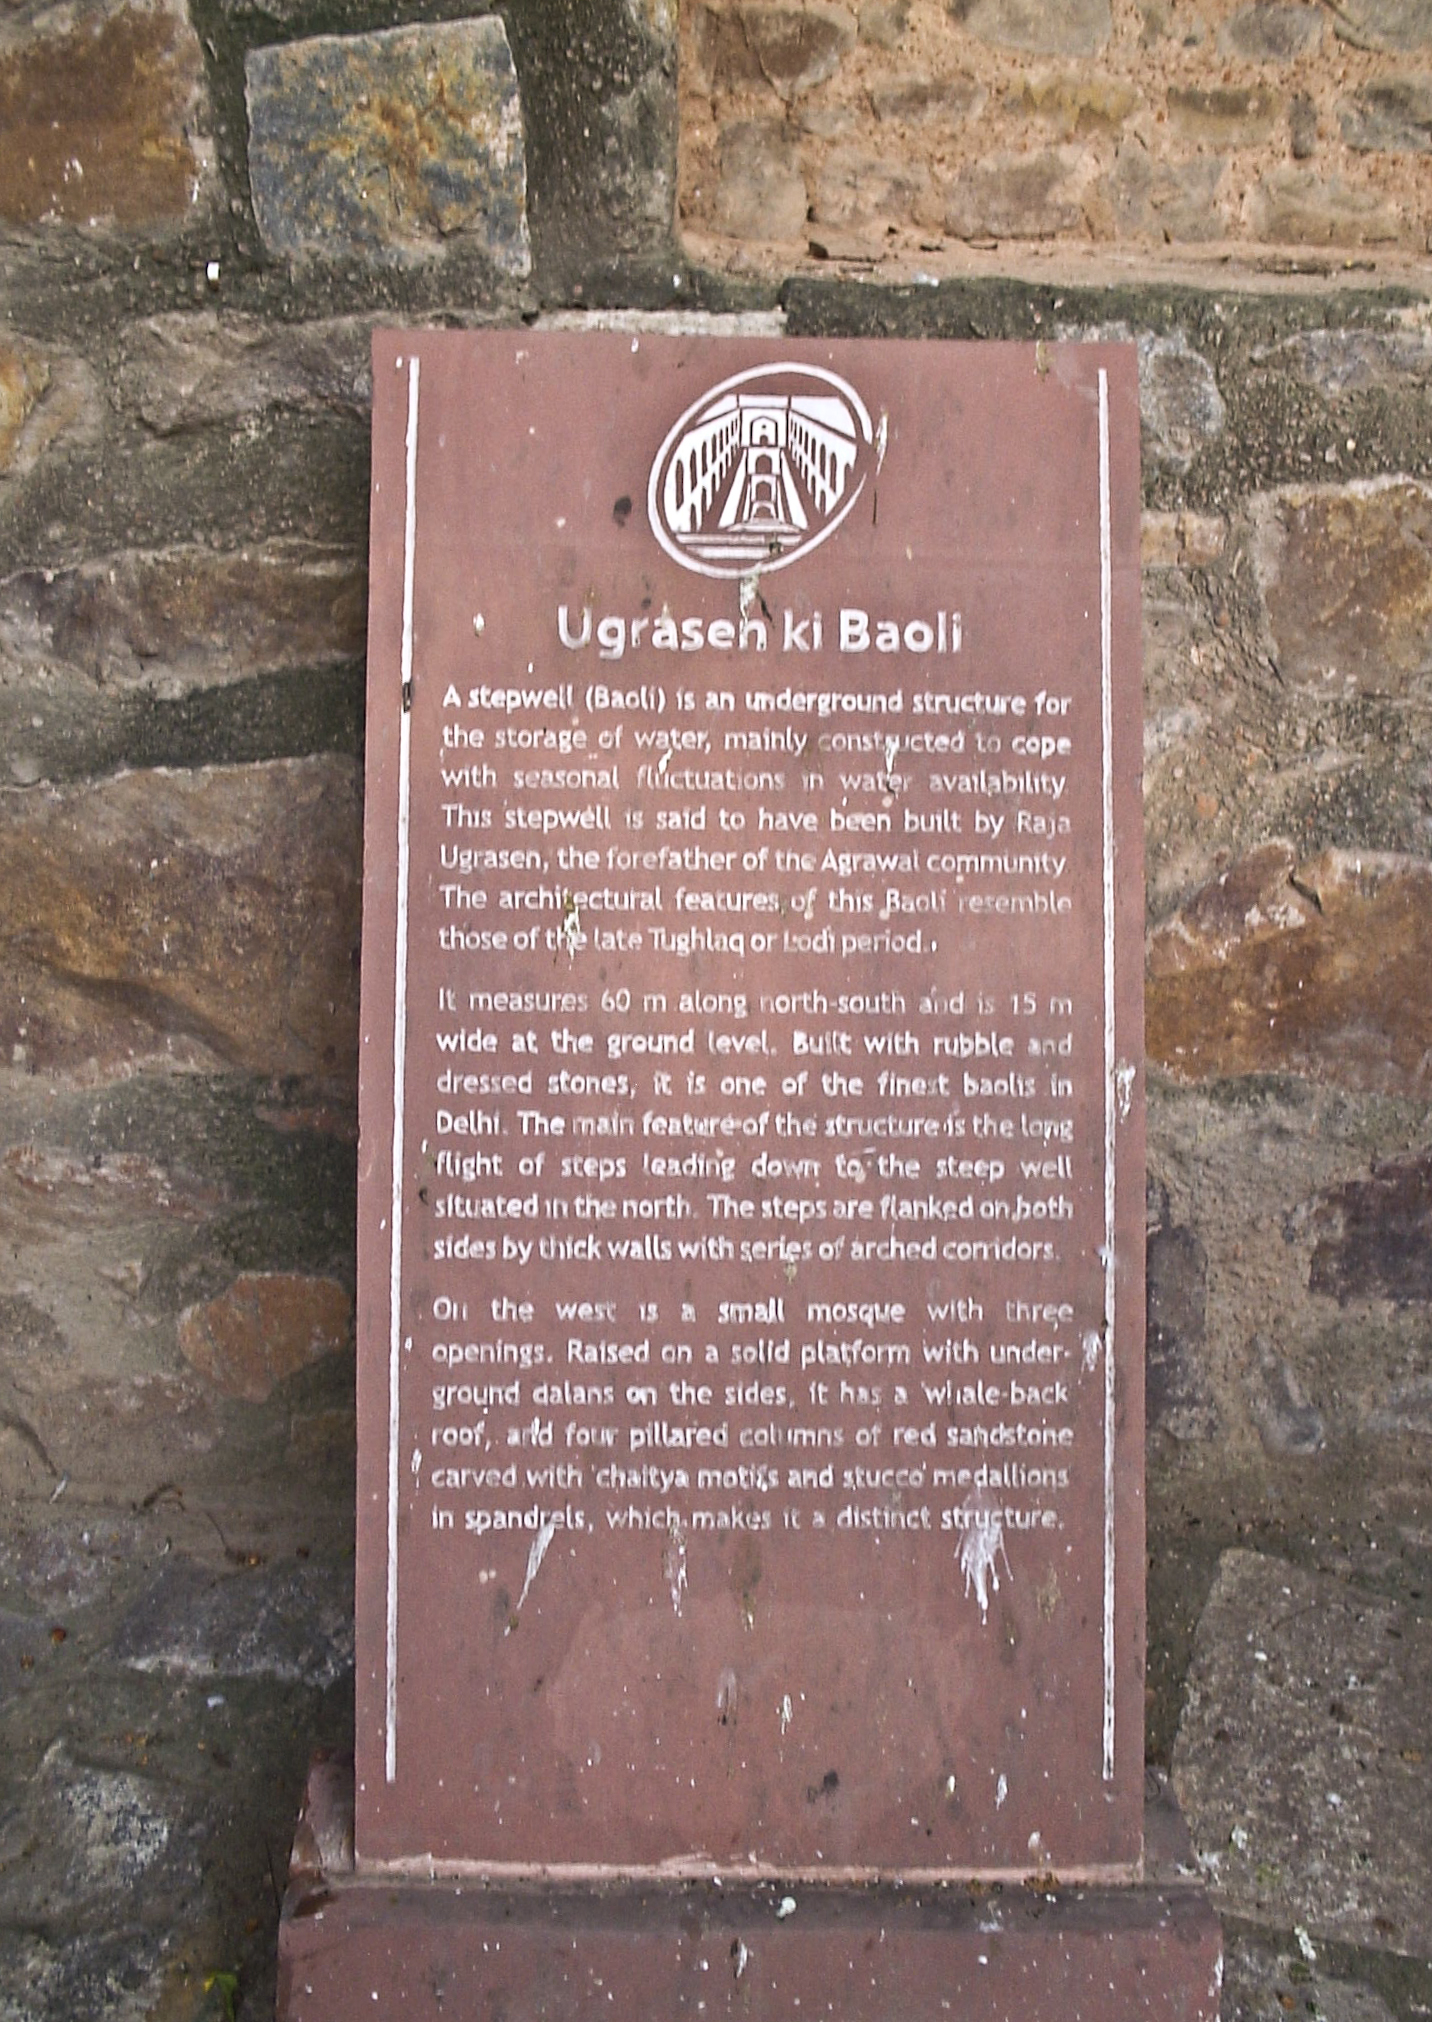 Ugrasen ki Baoli
A stepwell (Baoli) is an underground structure for
the storage of water, mainly constructed to cope
with seasonal fluctuations in water availability.
This stepwell is said to have been built by Raja
Ugrasen, the forefather of the Agrawal community.
The architectural features of this Baoli resemble
those of the late Tughlaq or Lodi period.
It measures 60 m along north-south and is 15 m
wide at the ground level. Built with rubble and
dressed stones, it is one of the finest baolis in
Delhi. The main feature of the structure is the long
flight of steps leading down to the steep well
situated in the north. The steps are flanked on both
sides by thick walls with series of arched corridors.
On the west is a small mosque with three
openings. Raised on a solid platform with under-
ground dalans on the sides, it has a 'whale-back
roof, and four pillared columns of red sandstone
carved with 'chaitya motifs and stucco' medallions
in spandrels, which makes it a distinct structure.